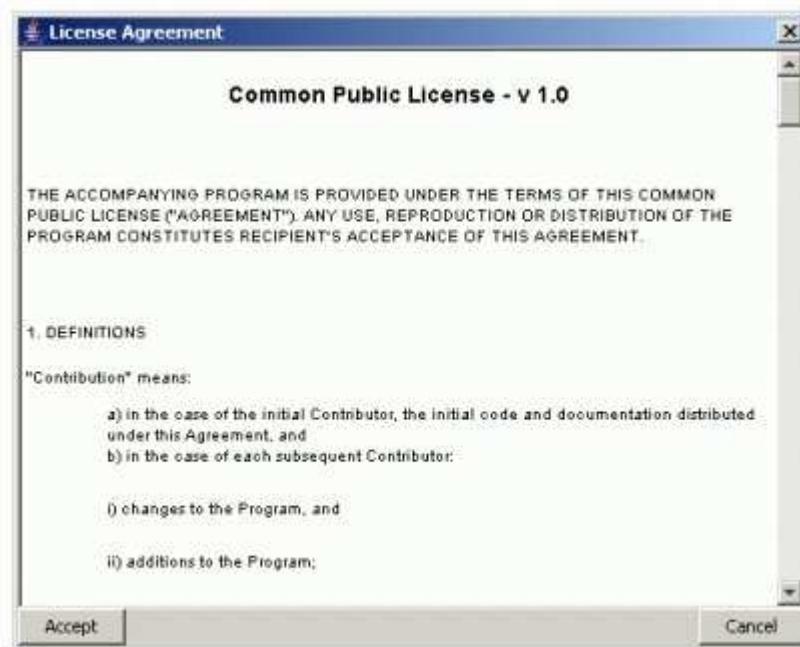 License Agreement
Common Public License - v 1.0
THE ACCOMPANYING PROGRAM IS PROVIDED UNDER THE TERMS OF THIS COMMON
PUBLIC LICENSE ("AGREEMENT"). ANY USE, REPRODUCTION OR DISTRIBUTION OF THE
PROGRAM CONSTITUTES RECIPIENT'S ACCEPTANCE OF THIS AGREEMENT.
1. DEFINITIONS
"Contribution" means:
a) in the case of the initial Contributor, the initial code and documentation distributed
under this Agreement, and
b) in the case of each subsequent Contributor:
i) changes to the Program, and
ii) additions to the Program;
Accept
Cancel